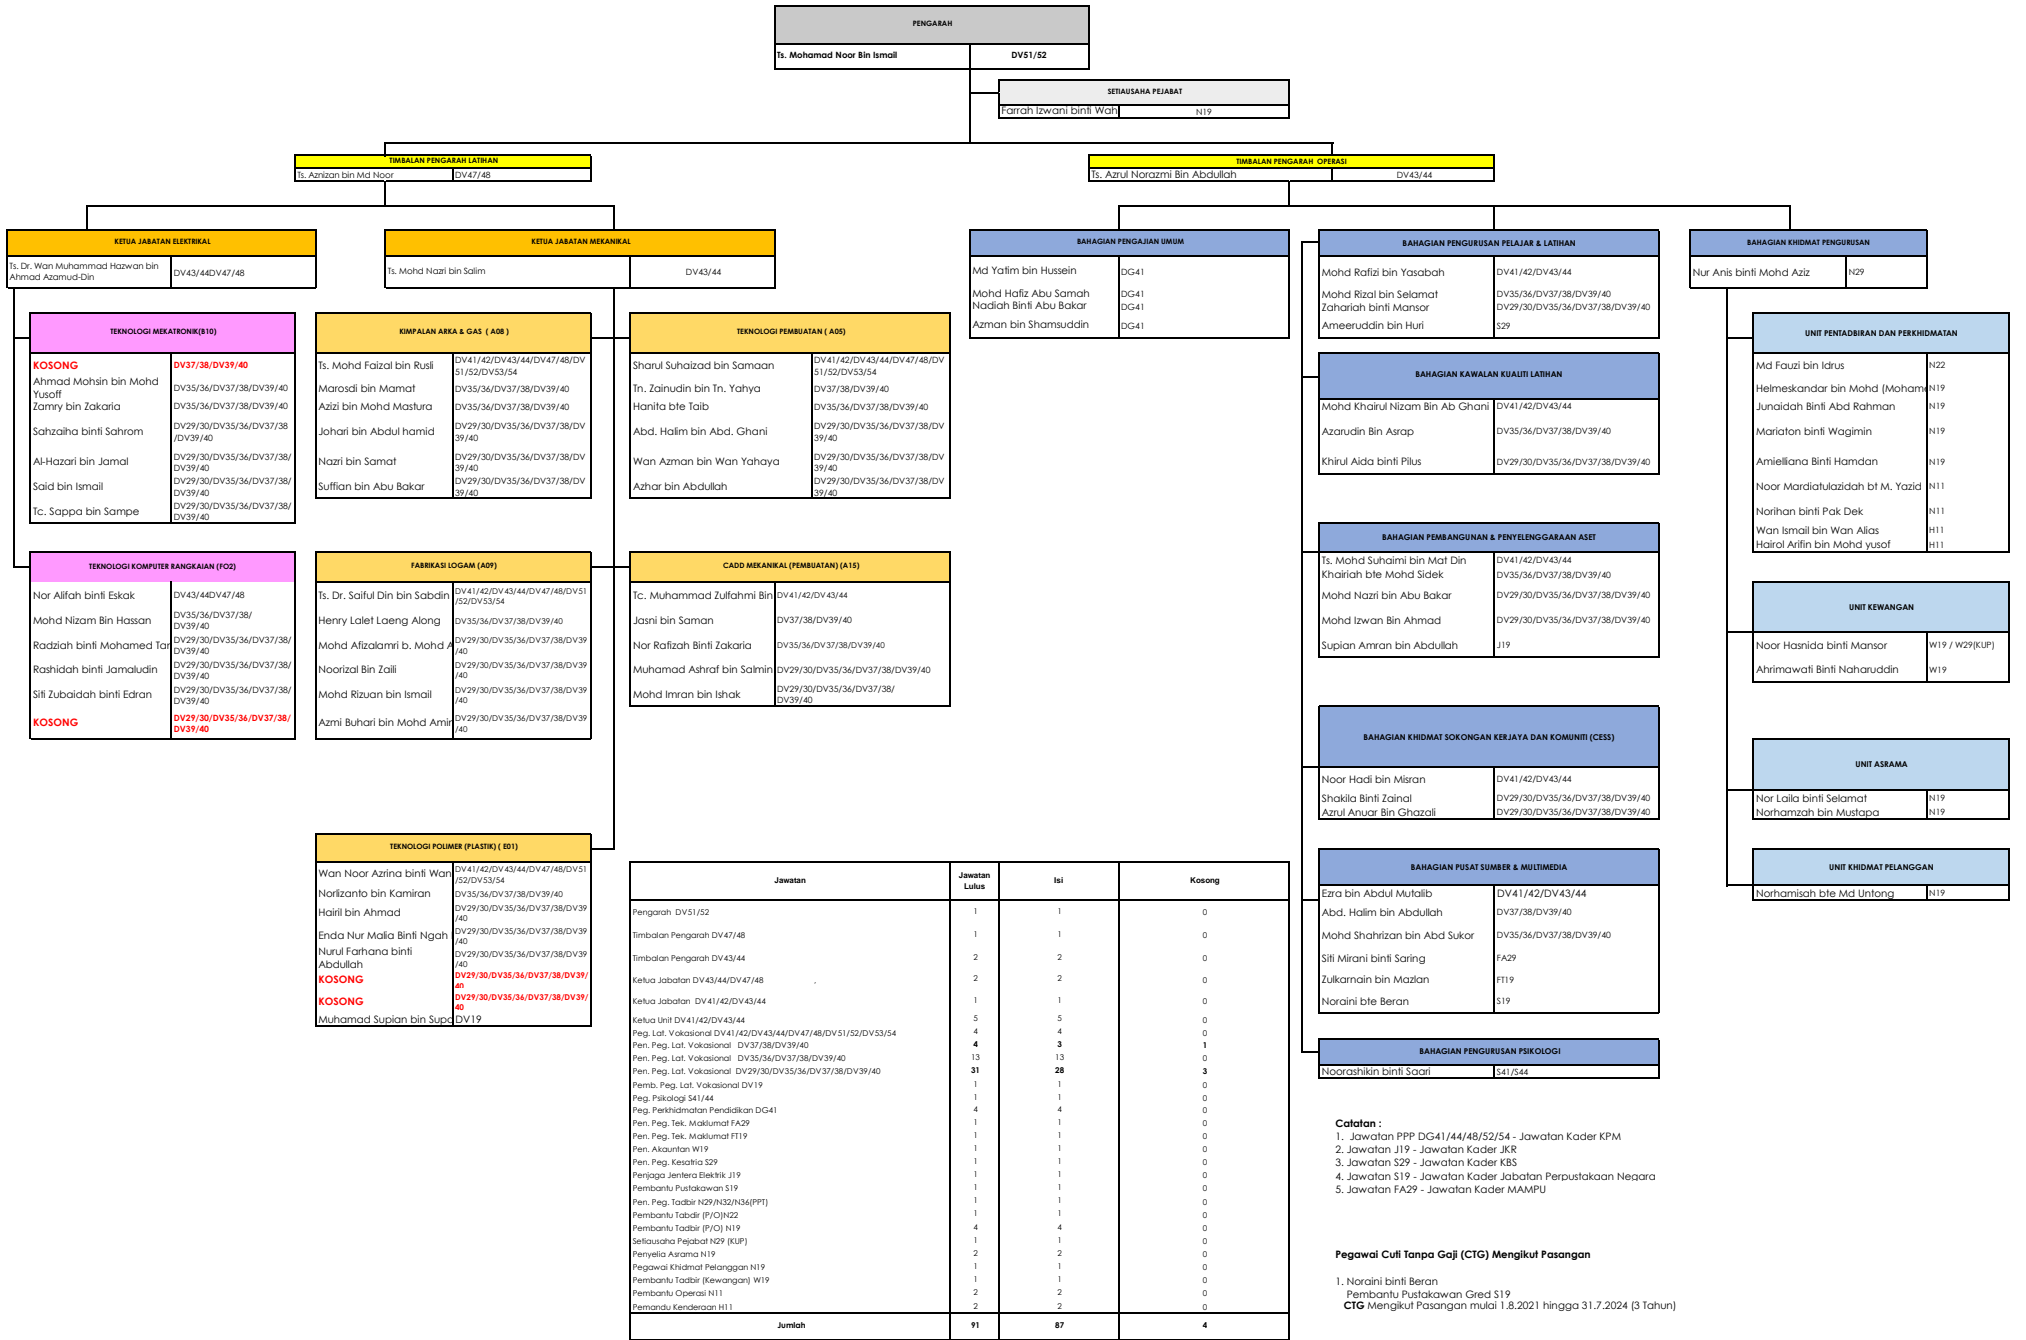 PENGARAH
Ts. Mohamad Noor Bin Ismail DV51/52
SETIAUSAHA PEJABAT
Farrah Izwani binti Wah N19
TIMBALAN PENGARAH LATIHAN
Ts. Aznizan bin Md Noor DV47/48
TIMBALAN PENGARAH OPERASI
Ts. Azrul Norazmi Bin Abdullah DV43/44
KETUA JABATAN ELEKTRIKAL
Ts. Dr. Wan Muhammad Hazwan bin
Ahmad Azamud-Din DV43/44DV47/48
KETUA JABATAN MEKANIKAL
Ts. Mohd Nazri bin Salim DV43/44
TEKNOLOGI MEKATRONIK(B10)
KOSONG DV37/38/DV39/40
Ahmad Mohsin bin Mohd
Yusoff DV35/36/DV37/38/DV39/40
Zamry bin Zakaria DV35/36/DV37/38/DV39/40
Sahzaiha binti Sahrom DV29/30/DV35/36/DV37/38
/DV39/40
Al-Hazari bin Jamal DV29/30/DV35/36/DV37/38/
DV39/40
Said bin Ismail DV29/30/DV35/36/DV37/38/
DV39/40
Tc. Sappa bin Sampe DV29/30/DV35/36/DV37/38/
DV39/40
TEKNOLOGI KOMPUTER RANGKAIAN (FO2)
Nor Alifah binti Eskak DV43/44DV47/48
Mohd Nizam Bin Hassan DV35/36/DV37/38/
DV39/40
Radziah binti Mohamed Tar DV29/30/DV35/36/DV37/38/
DV39/40
Rashidah binti Jamaludin DV29/30/DV35/36/DV37/38/
DV39/40
Siti Zubaidah binti Edran DV29/30/DV35/36/DV37/38/
DV39/40
KOSONG DV29/30/DV35/36/DV37/38/
DV39/40
KIMPALAN ARKA & GAS ( A08 )
Ts. Mohd Faizal bin Rusli DV41/42/DV43/44/DV47/48/DV
51/52/DV53/54
Marosdi bin Mamat DV35/36/DV37/38/DV39/40
Azizi bin Mohd Mastura DV35/36/DV37/38/DV39/40
Johari bin Abdul hamid DV29/30/DV35/36/DV37/38/DV
39/40
Nazri bin Samat DV29/30/DV35/36/DV37/38/DV
39/40
Suffian bin Abu Bakar DV29/30/DV35/36/DV37/38/DV
39/40
TEKNOLOGI PEMBUATAN ( A05)
Sharul Suhaizad bin Samaan DV41/42/DV43/44/DV47/48/DV
51/52/DV53/54
Tn. Zainudin bin Tn. Yahya DV37/38/DV39/40
Hanita bte Taib DV35/36/DV37/38/DV39/40
Abd. Halim bin Abd. Ghani DV29/30/DV35/36/DV37/38/DV
39/40
Wan Azman bin Wan Yahaya DV29/30/DV35/36/DV37/38/DV
39/40
Azhar bin Abdullah DV29/30/DV35/36/DV37/38/DV
39/40
FABRIKASI LOGAM (A09)
Ts. Dr. Saiful Din bin Sabdin DV41/42/DV43/44/DV47/48/DV51
/52/DV53/54
Henry Lalet Laeng Along DV35/36/DV37/38/DV39/40
Mohd Afizalamri b. Mohd A DV29/30/DV35/36/DV37/38/DV39
/40
Noorizal Bin Zaili DV29/30/DV35/36/DV37/38/DV39
/40
Mohd Rizuan bin Ismail DV29/30/DV35/36/DV37/38/DV39
/40
Azmi Buhari bin Mohd Amir DV29/30/DV35/36/DV37/38/DV39
/40
CADD MEKANIKAL (PEMBUATAN) (A15)
Tc. Muhammad Zulfahmi Bin DV41/42/DV43/44
Jasni bin Saman DV37/38/DV39/40
Nor Rafizah Binti Zakaria DV35/36/DV37/38/DV39/40
Muhamad Ashraf bin Salmin DV29/30/DV35/36/DV37/38/DV39/40
Mohd Imran bin Ishak DV29/30/DV35/36/DV37/38/
DV39/40
TEKNOLOGI POLIMER (PLASTIK) ( E01)
Wan Noor Azrina binti Wan DV41/42/DV43/44/DV47/48/DV51
/52/DV53/54
Norlizanto bin Kamiran DV35/36/DV37/38/DV39/40
Hairil bin Ahmad DV29/30/DV35/36/DV37/38/DV39
/40
Enda Nur Malia Binti Ngah DV29/30/DV35/36/DV37/38/DV39
/40
Nurul Farhana binti
Abdullah DV29/30/DV35/36/DV37/38/DV39
/40
KOSONG DV29/30/DV35/36/DV37/38/DV39/
40
KOSONG DV29/30/DV35/36/DV37/38/DV39/
40
Muhamad Supian bin Supa DV19
BAHAGIAN PENGAJIAN UMUM
Md Yatim bin Hussein DG41
Mohd Hafiz Abu Samah DG41
Nadiah Binti Abu Bakar DG41
Azman bin Shamsuddin DG41
BAHAGIAN PENGURUSAN PELAJAR & LATIHAN
Mohd Rafizi bin Yasabah DV41/42/DV43/44
Mohd Rizal bin Selamat DV35/36/DV37/38/DV39/40
Zahariah binti Mansor DV29/30/DV35/36/DV37/38/DV39/40
Ameeruddin bin Huri S29
BAHAGIAN KAWALAN KUALITI LATIHAN
Mohd Khairul Nizam Bin Ab Ghani DV41/42/DV43/44
Azarudin Bin Asrap DV35/36/DV37/38/DV39/40
Khirul Aida binti Pilus DV29/30/DV35/36/DV37/38/DV39/40
BAHAGIAN PEMBANGUNAN & PENYELENGGARAAN ASET
Ts. Mohd Suhaimi bin Mat Din DV41/42/DV43/44
Khairiah bte Mohd Sidek DV35/36/DV37/38/DV39/40
Mohd Nazri bin Abu Bakar DV29/30/DV35/36/DV37/38/DV39/40
Mohd Izwan Bin Ahmad DV29/30/DV35/36/DV37/38/DV39/40
Supian Amran bin Abdullah J19
BAHAGIAN KHIDMAT SOKONGAN KERJAYA DAN KOMUNITI (CESS)
Noor Hadi bin Misran DV41/42/DV43/44
Shakila Binti Zainal DV29/30/DV35/36/DV37/38/DV39/40
Azrul Anuar Bin Ghazali DV29/30/DV35/36/DV37/38/DV39/40
BAHAGIAN PUSAT SUMBER & MULTIMEDIA
Ezra bin Abdul Mutalib DV41/42/DV43/44
Abd. Halim bin Abdullah DV37/38/DV39/40
Mohd Shahrizan bin Abd Sukor DV35/36/DV37/38/DV39/40
Siti Mirani binti Saring FA29
Zulkarnain bin Mazlan FT19
Noraini bte Beran S19
BAHAGIAN PENGURUSAN PSIKOLOGI
Noorashikin binti Saari S41/S44
BAHAGIAN KHIDMAT PENGURUSAN
Nur Anis binti Mohd Aziz N29
UNIT PENTADBIRAN DAN PERKHIDMATAN
Md Fauzi bin Idrus N22
Helmeskandar bin Mohd (Mohame N19
Junaidah Binti Abd Rahman N19
Mariaton binti Wagimin N19
Amielliana Binti Hamdan N19
Noor Mardiatulazidah bt M. Yazid N11
Norihan binti Pak Dek N11
Wan Ismail bin Wan Alias H11
Hairol Arifin bin Mohd yusof H11
UNIT KEWANGAN
Noor Hasnida binti Mansor W19 / W29(KUP)
Ahrimawati Binti Naharuddin W19
UNIT ASRAMA
Nor Laila binti Selamat N19
Norhamzah bin Mustapa N19
UNIT KHIDMAT PELANGGAN
Norhamisah bte Md Untong N19
Jawatan Jawatan Lulus Isi Kosong
Pengarah DV51/52 1 1 0
Timbalan Pengarah DV47/48 1 1 0
Timbalan Pengarah DV43/44 2 2 0
Ketua Jabatan DV43/44/DV47/48 . 2 2 0
Ketua Jabatan DV41/42/DV43/44 1 1 0
Ketua Unit DV41/42/DV43/44 5 5 0
Peg. Lat. Vokasional DV41/42/DV43/44/DV47/48/DV51/52/DV53/54 4 4 0
Pen. Peg. Lat. Vokasional DV37/38/DV39/40 4 3 1
Pen. Peg. Lat. Vokasional DV35/36/DV37/38/DV39/40 13 13 0
Pen. Peg. Lat. Vokasional DV29/30/DV35/36/DV37/38/DV39/40 31 28 3
Pemb. Peg. Lat. Vokasional DV19 1 1 0
Peg. Psikologi S41/44 1 1 0
Peg. Perkhidmatan Pendidikan DG41 4 4 0
Pen. Peg. Tek. Maklumat FA29 1 1 0
Pen. Peg. Tek. Maklumat FT19 1 1 0
Pen. Akauntan W19 1 1 0
Pen. Peg. Kesatria S29 1 1 0
Penjaga Jentera Elektrik J19 1 1 0
Pembantu Pustakawan S19 1 1 0
Pen. Peg. Tadbir N29/N32/N36(PPT) 1 1 0
Pembantu Tabdir (P/O)N22 1 1 0
Pembantu Tadbir (P/O) N19 4 4 0
Setiausaha Pejabat N29 (KUP) 1 1 0
Penyelia Asrama N19 2 2 0
Pegawai Khidmat Pelanggan N19 1 1 0
Pembantu Tadbir (Kewangan) W19 1 1 0
Pembantu Operasi N11 2 2 0
Pemandu Kenderaan H11 2 2 0
Jumlah 91 87 4
Catatan :
1. Jawatan PPP DG41/44/48/52/54 - Jawatan Kader KPM
2. Jawatan J19 - Jawatan Kader JKR
3. Jawatan S29 - Jawatan Kader KBS
4. Jawatan S19 - Jawatan Kader Jabatan Perpustakaan Negara
5. Jawatan FA29 - Jawatan Kader MAMPU
Pegawai Cuti Tanpa Gaji (CTG) Mengikut Pasangan
1. Noraini binti Beran
Pembantu Pustakawan Gred S19
CTG Mengikut Pasangan mulai 1.8.2021 hingga 31.7.2024 (3 Tahun)